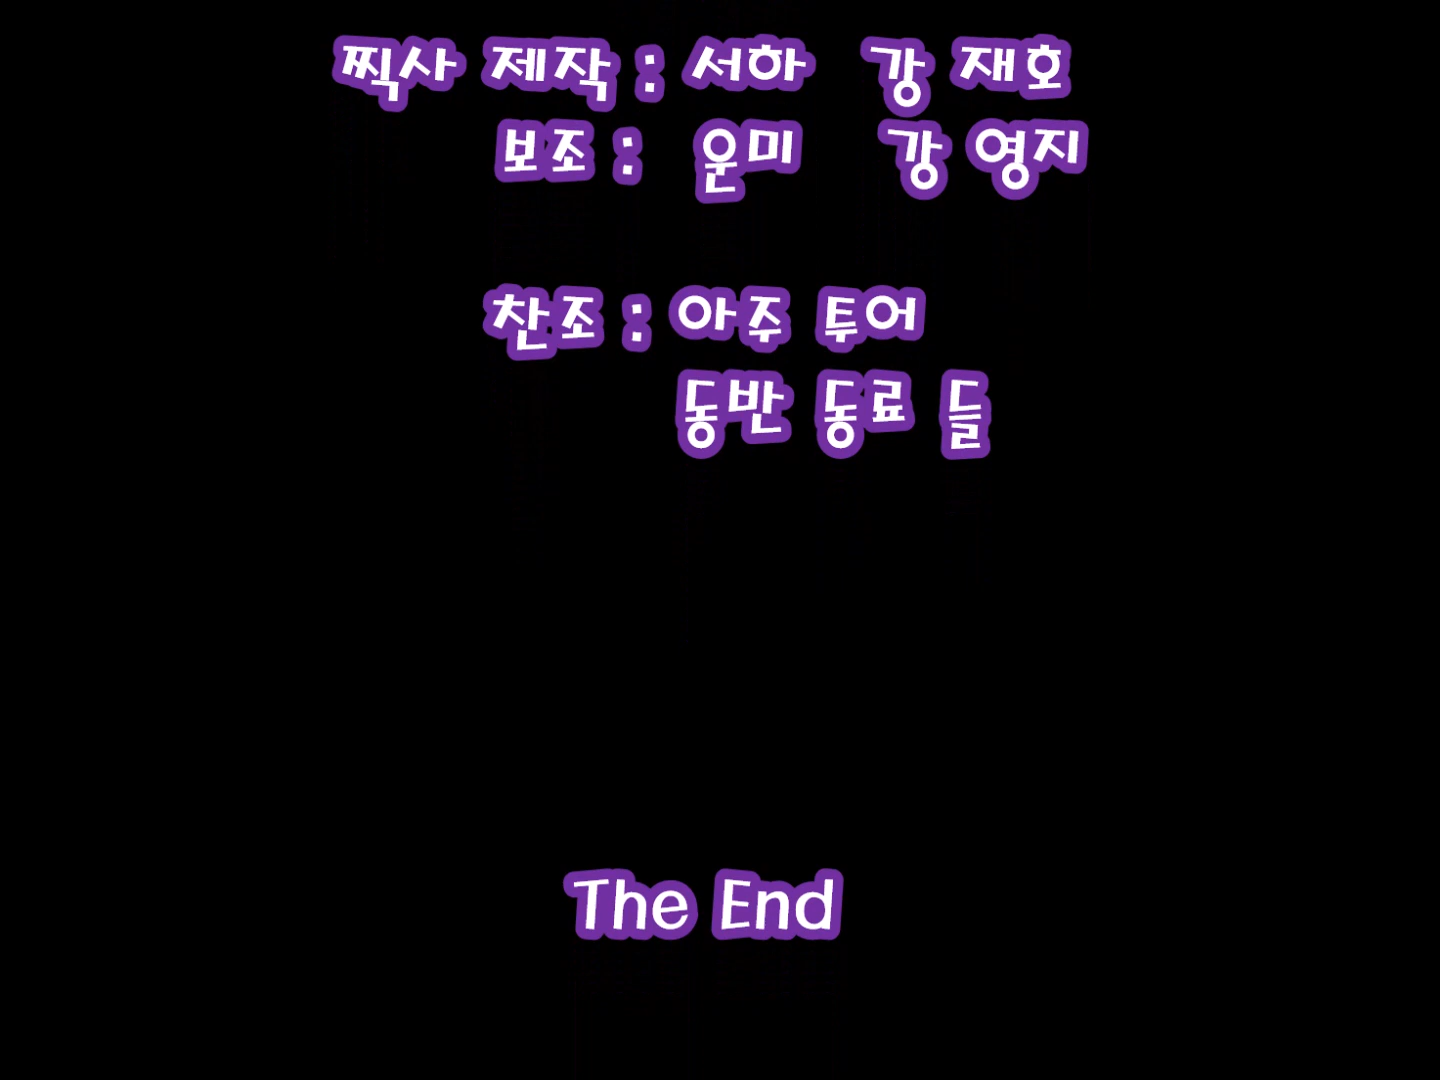 찍사 제작 : 서하 강 재호
보조 : 운미 강 영지
찬조 : 아주 투어
동반 동료 들
The End